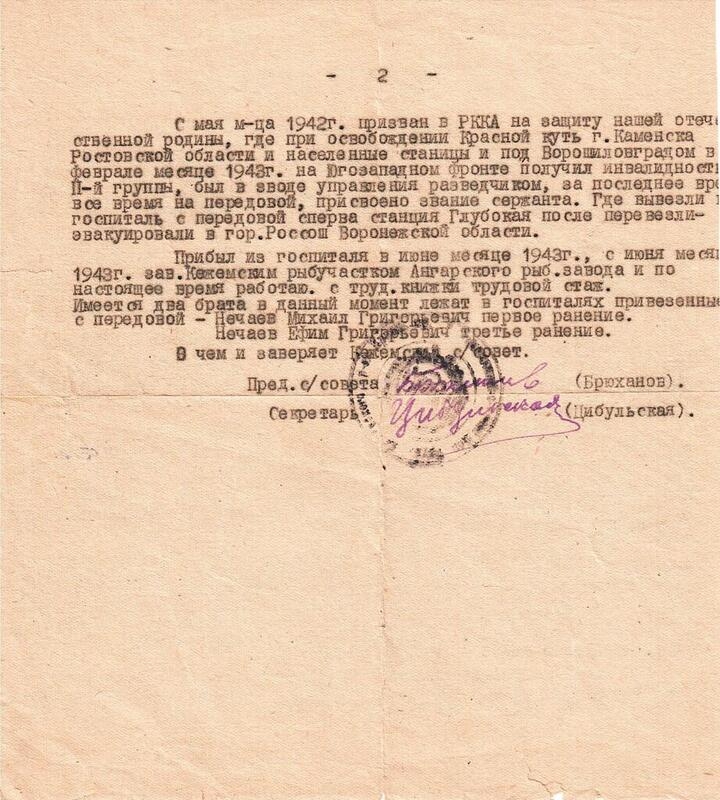 - 2 -
С мая м-ца 1942г. призван в РККА на защиту нашей отече
ственной родины, где при освобождении Красной куть г.Каменска
Ростовской области и населенные станицы и под Ворошиловградом в
феврале месяце 1943г. на Югозападном фронте получил инвалидность
П-й группы, был в зводе управления разведчиком, за последнее вре
все время на передовой, присвоено звание сержанта. Где вывезли в
госпиталь с передовой сперва станция Глубокая после перевезли-
эвакуировали в гор.Россош Воронежской области.
Прибыл из госпиталя в июне месяце 1943г., с июня меся
1943г. зав.Кежемским рыбучастком Ангарского рыб.завода и по
настоящее время работаю. с труд.книжки трудовой стаж.
Имеется два брата в данный момент лежат в госпиталях привезенные
с передовой - Нечаев Михаил Григорьевич первое ранение.
Нечаев Ефим Григорьевич третье ранение.
О чем и заверяет Кежемский с/совет.
Пред.с/совета (Брюханов).
Секретарь Цибульская (Цибульская).